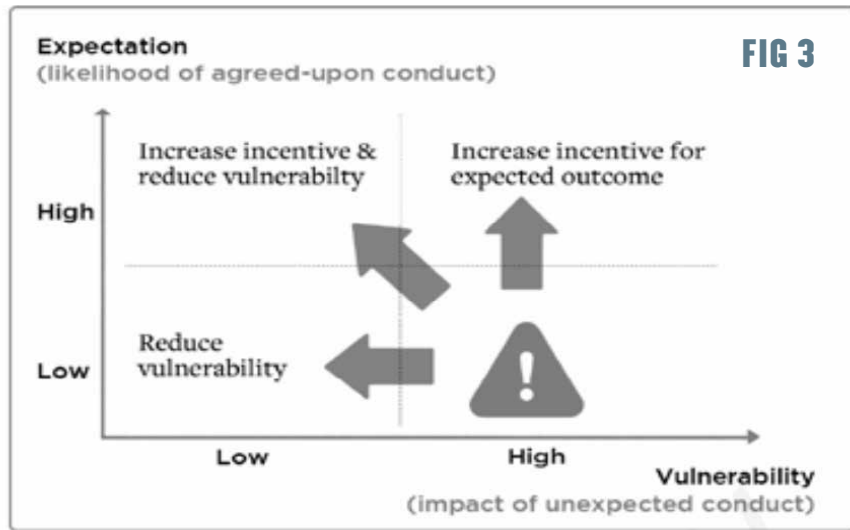 Expectation
(likelihood of agreed-upon conduct)
FIG 3
Increase incentive &
reduce vulnerabilty
Increase incentive for
expected outcome
High
Reduce
vulnerability
Low
!
Low
High
Vulnerability
(impact of unexpected conduct)